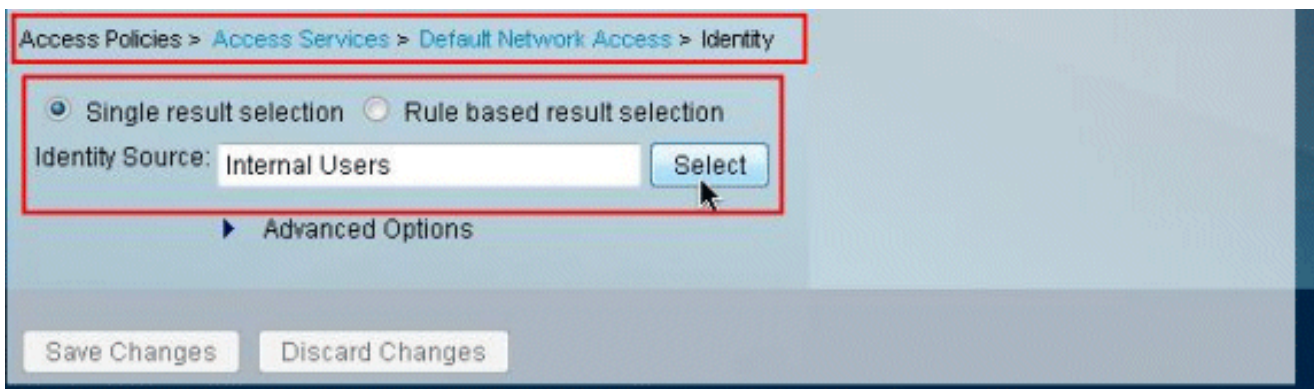 Access Policies > Access Services > Default Network Access > Identity
Single result selection Rule based result selection
Identity Source: Internal Users Select
Advanced Options
Save Changes Discard Changes